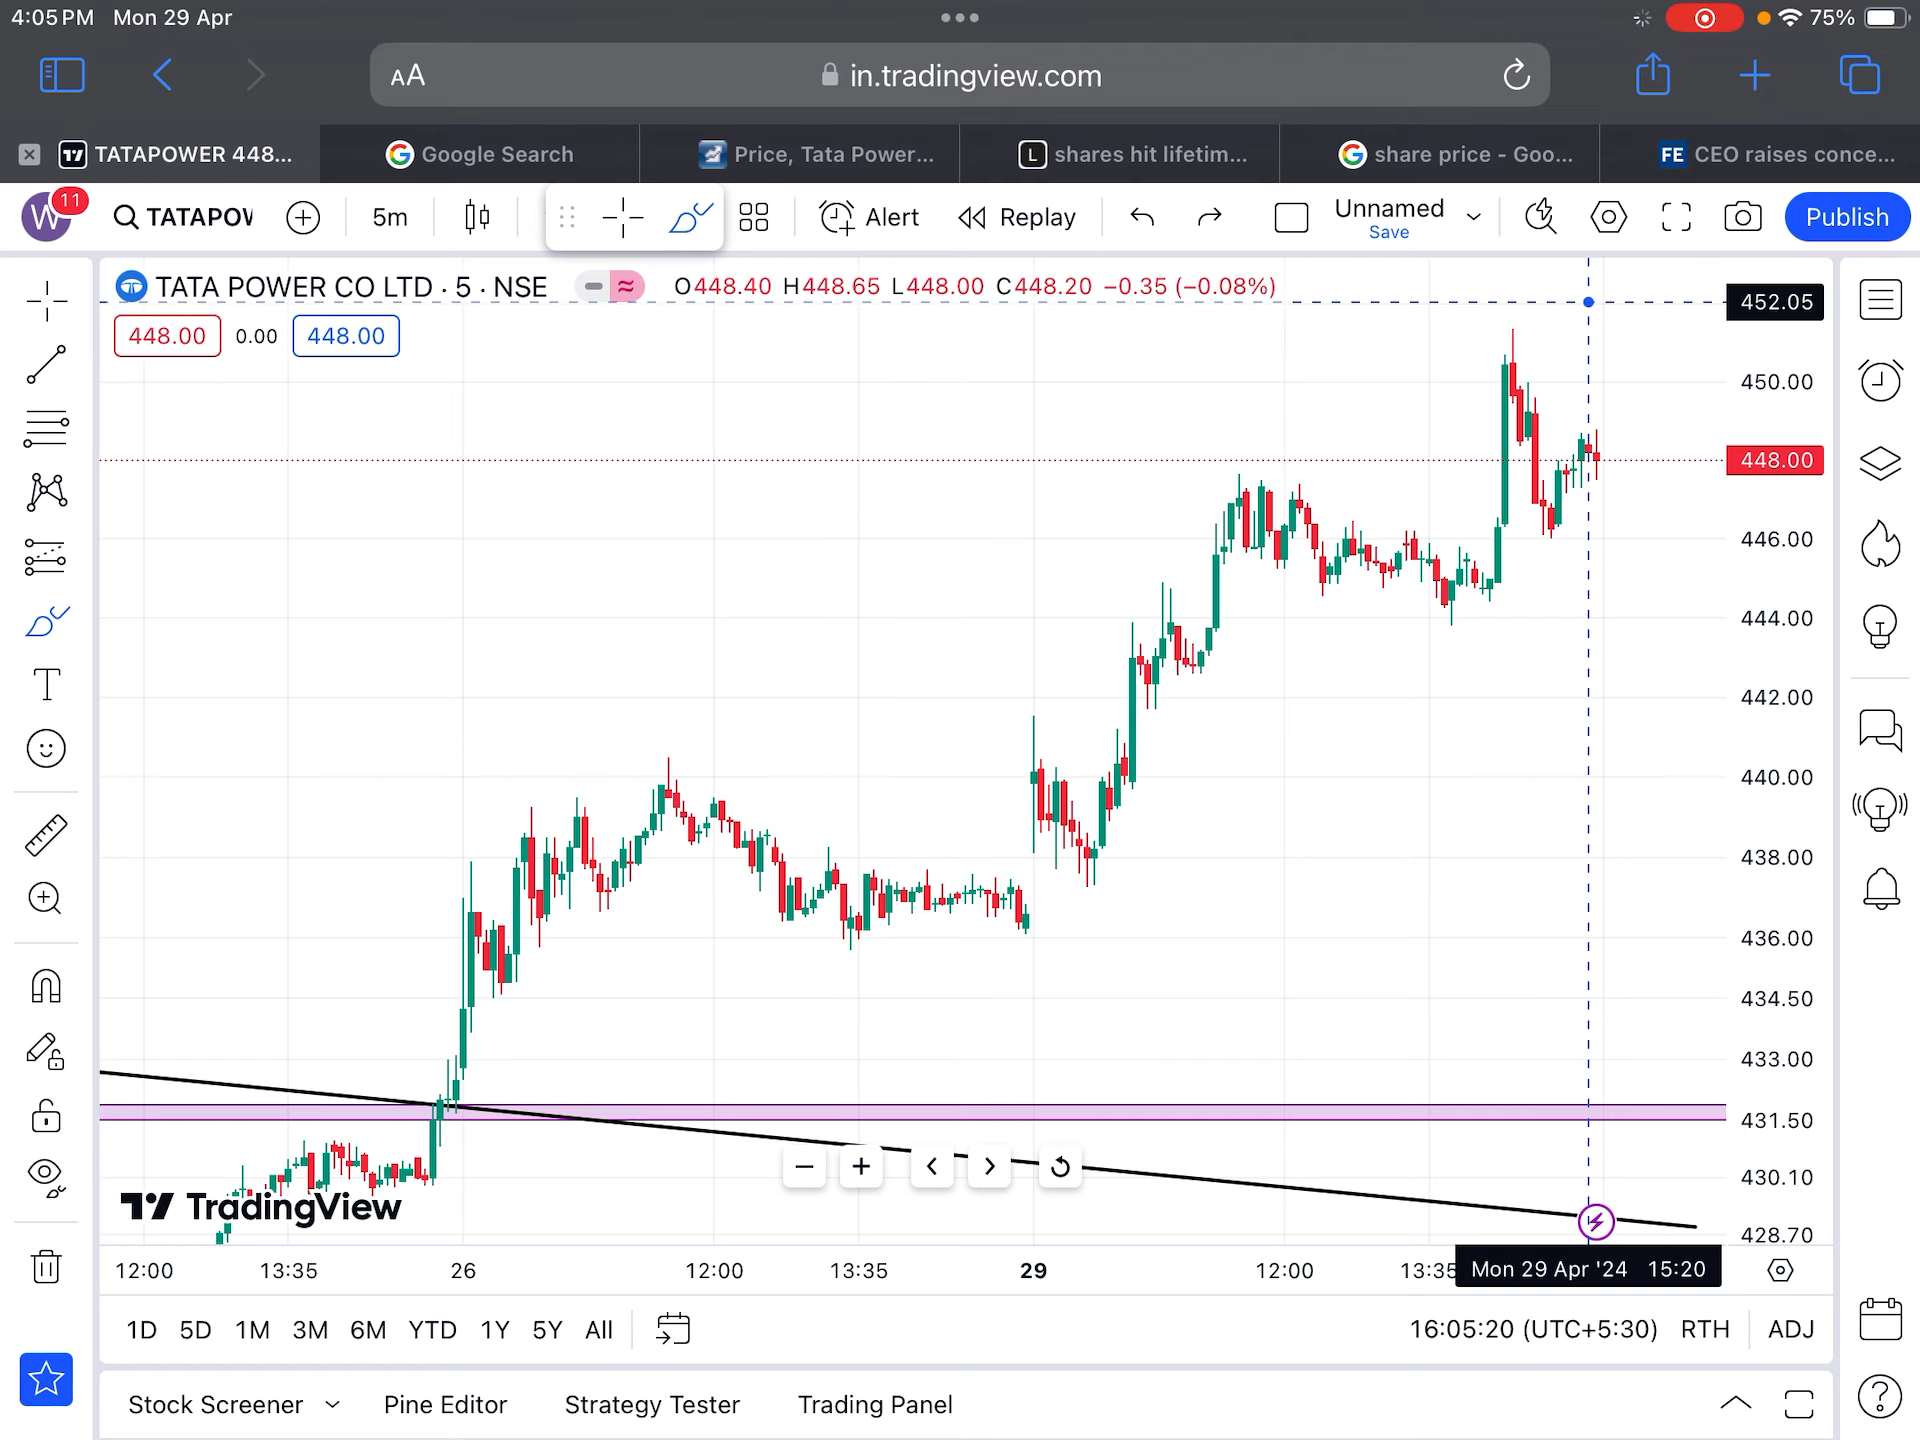 4:05 PM Mon 29 Apr
75%
AA in.tradingview.com
TATAPOWER 448...
Google Search
Price, Tata Power...
L shares hit lifetim...
share price - Goo...
FE CEO raises conce...
W 11
TATAPOW
5m
Alert
Replay
Unnamed
Save
Publish
TATA POWER CO LTD · 5 · NSE
O448.40 H448.65 L448.00 C448.20 −0.35 (−0.08%)
448.00 0.00 448.00
452.05
450.00
448.00
446.00
444.00
442.00
440.00
438.00
436.00
434.50
433.00
431.50
430.10
428.70
TradingView
12:00 13:35 26 12:00 13:35 29 12:00 13:35 Mon 29 Apr '24 15:20
1D 5D 1M 3M 6M YTD 1Y 5Y All
16:05:20 (UTC+5:30) RTH ADJ
Stock Screener Pine Editor Strategy Tester Trading Panel